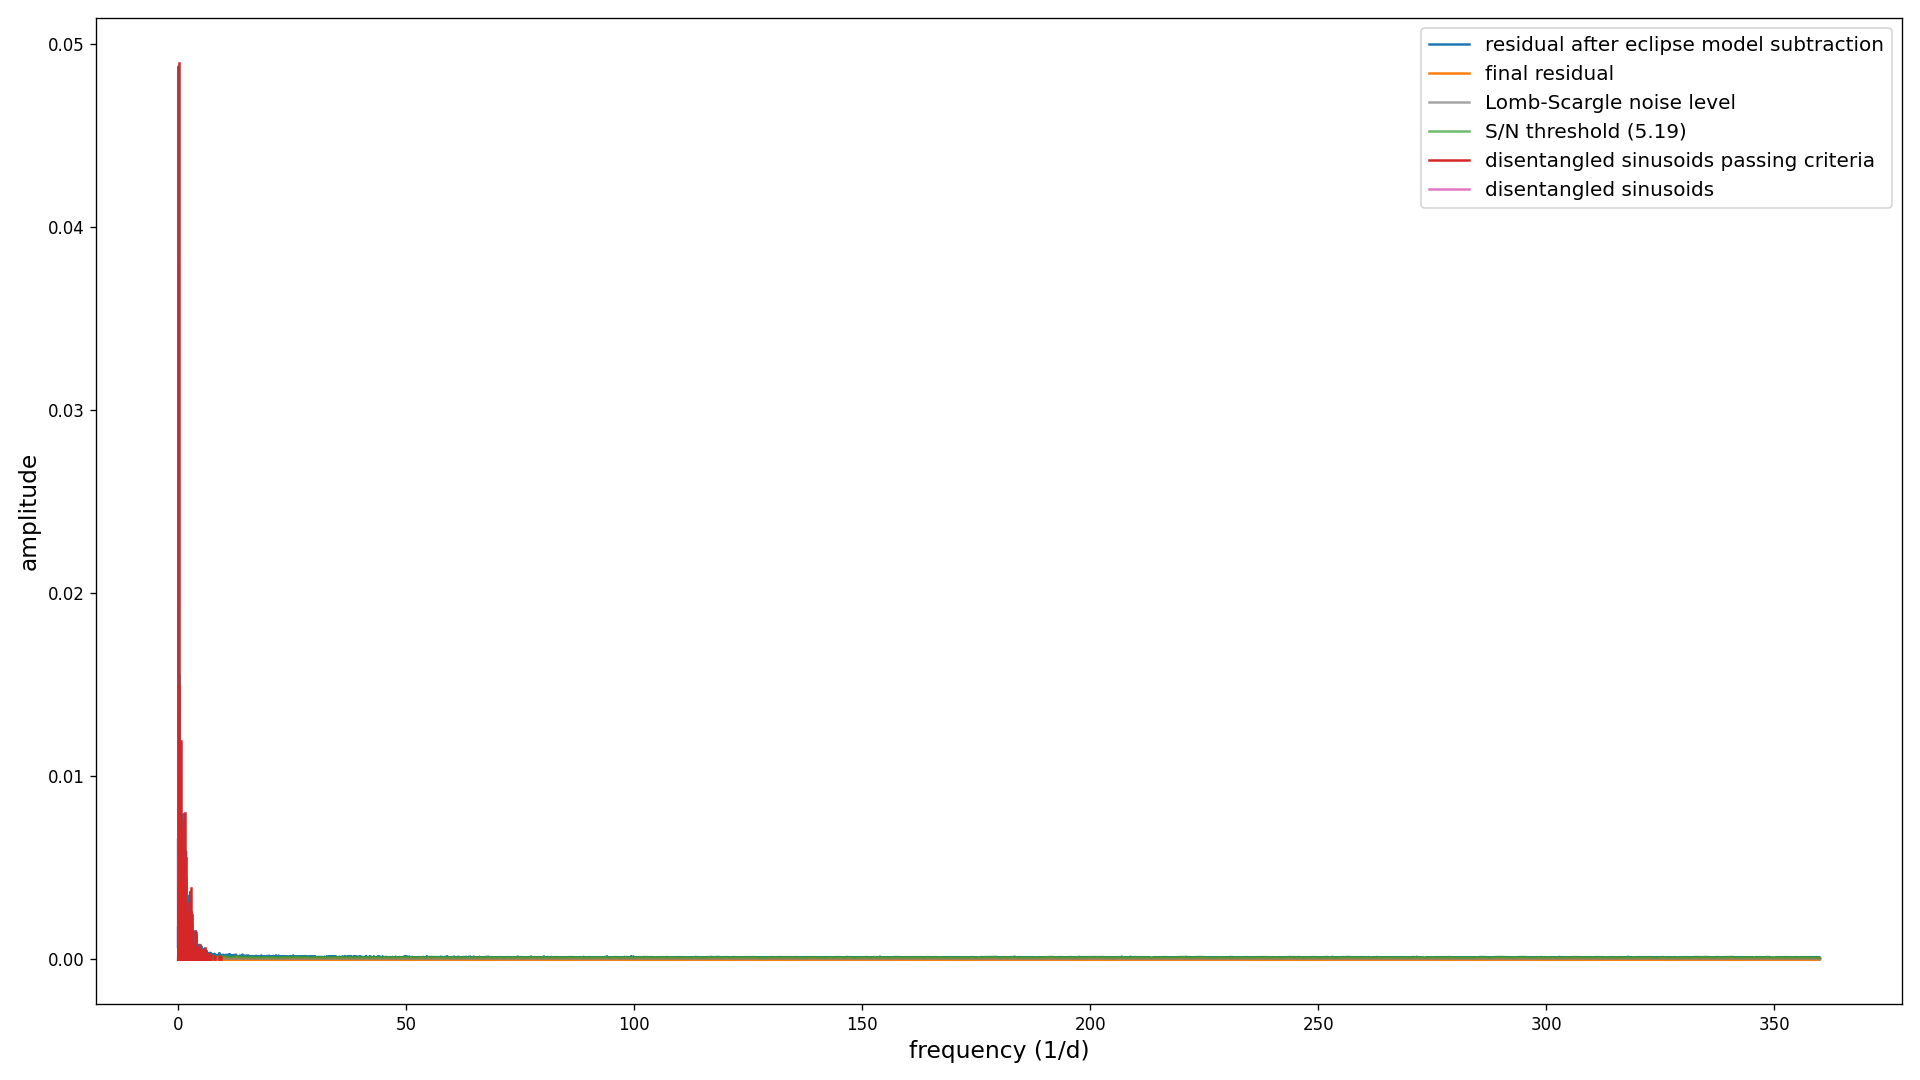 0.05
0.04
0.03
0.02
0.01
0.00
amplitude
0
50
100
150
200
250
300
350
frequency (1/d)
residual after eclipse model subtraction
final residual
Lomb-Scargle noise level
S/N threshold (5.19)
disentangled sinusoids passing criteria
disentangled sinusoids